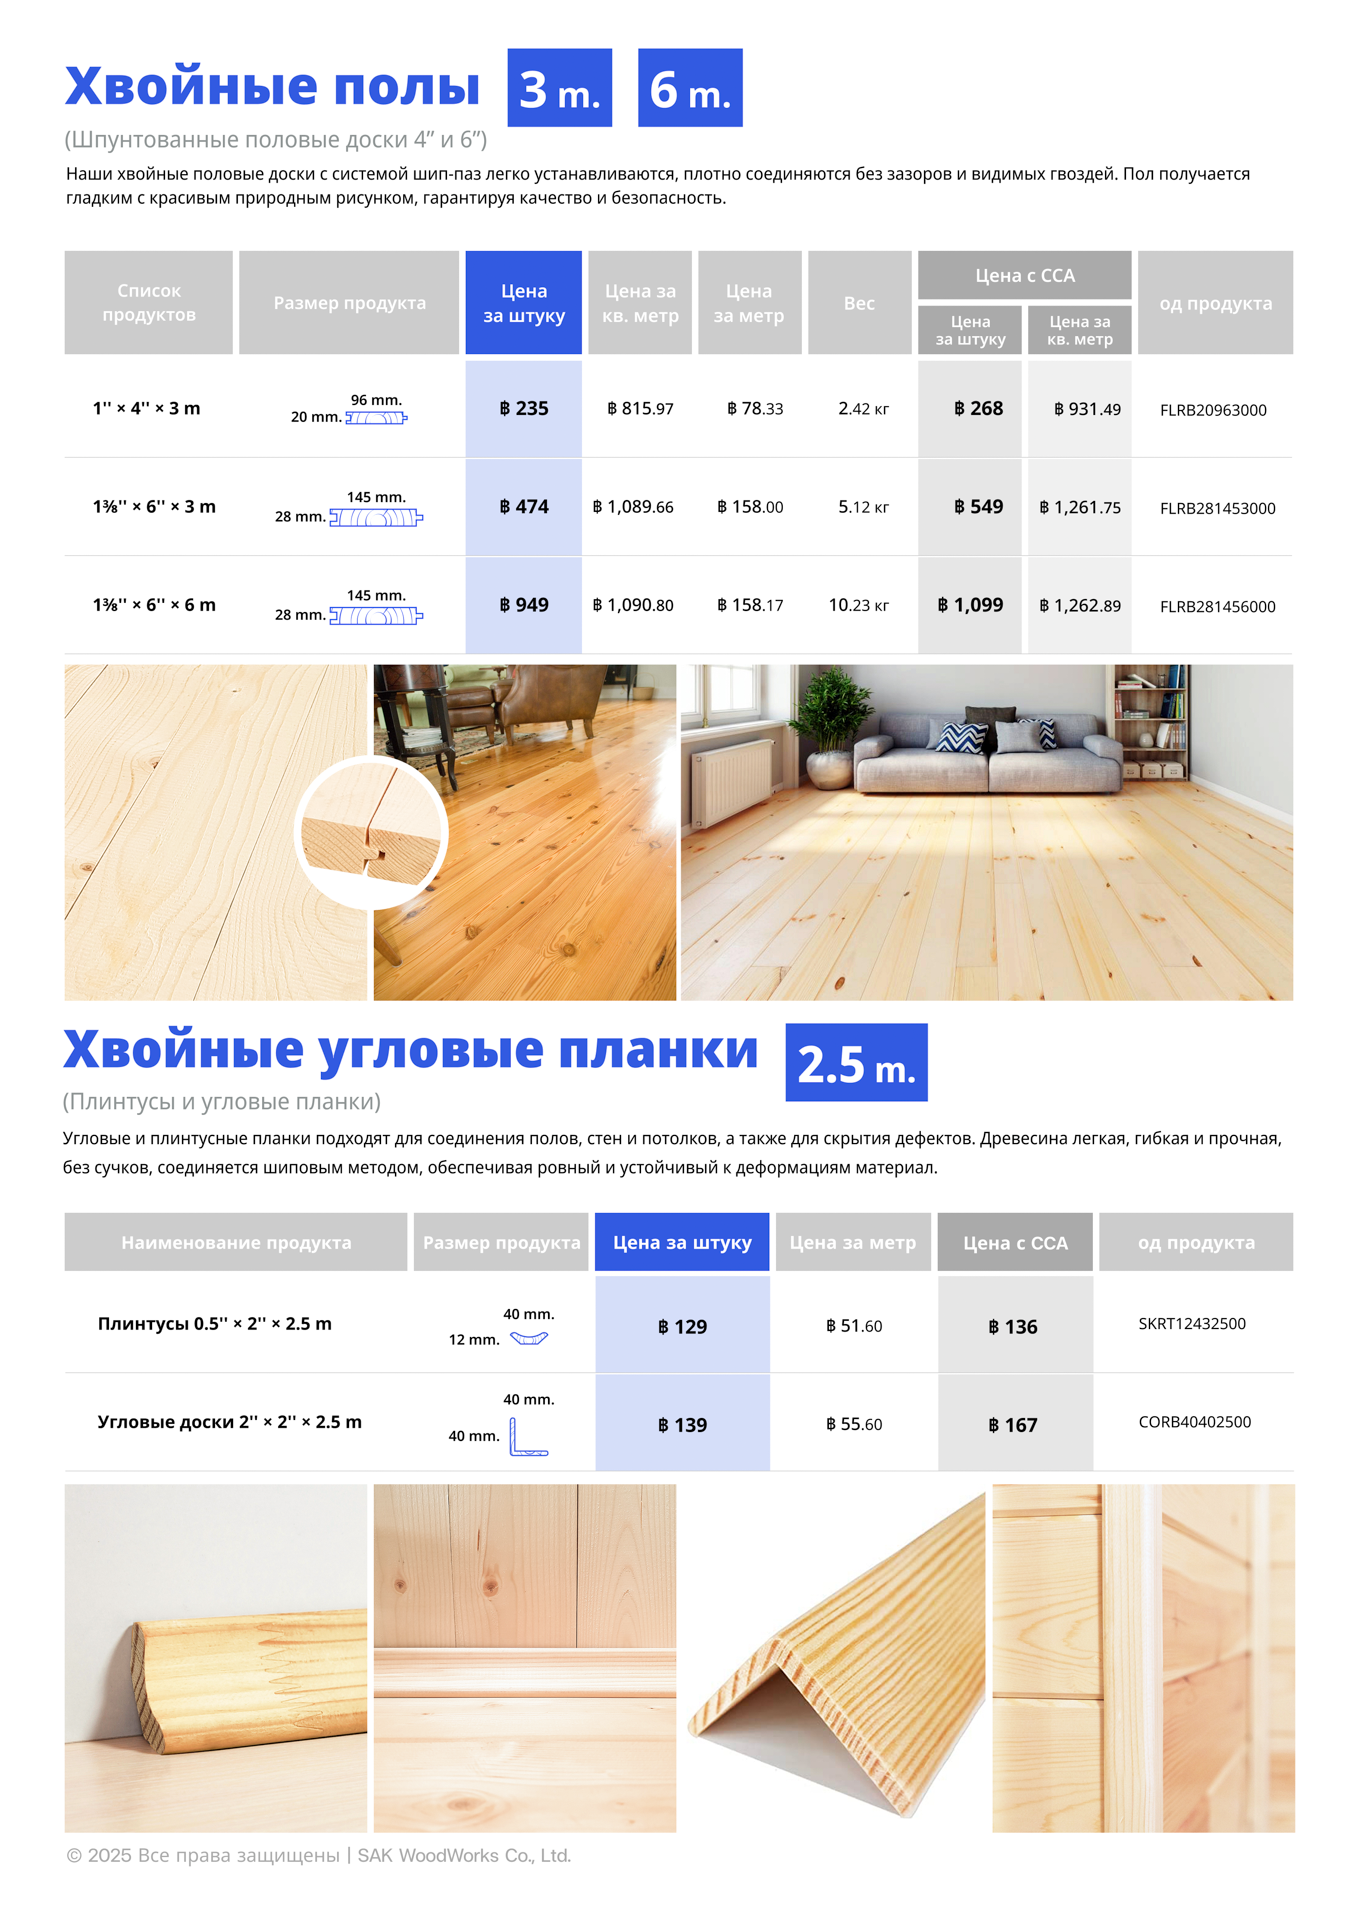 Хвойные полы 3 m. 6 m.
(Шпунтованные половые доски 4” и 6”)
Наши хвойные половые доски с системой шип-паз легко устанавливаются, плотно соединяются без зазоров и видимых гвоздей. Пол получается
гладким с красивым природным рисунком, гарантируя качество и безопасность.
Список
продуктов
Размер продукта
Цена
за штуку
Цена за
кв. метр
Цена
за метр
Вес
Цена с CCA
Цена
за штуку
Цена за
кв. метр
од продукта
1'' × 4'' × 3 m 96 mm. 20 mm. ฿ 235 ฿ 815.97 ฿ 78.33 2.42 кг ฿ 268 ฿ 931.49 FLRB20963000
1⅜'' × 6'' × 3 m 145 mm. 28 mm. ฿ 474 ฿ 1,089.66 ฿ 158.00 5.12 кг ฿ 549 ฿ 1,261.75 FLRB281453000
1⅜'' × 6'' × 6 m 145 mm. 28 mm. ฿ 949 ฿ 1,090.80 ฿ 158.17 10.23 кг ฿ 1,099 ฿ 1,262.89 FLRB281456000
Хвойные угловые планки 2.5 m.
(Плинтусы и угловые планки)
Угловые и плинтусные планки подходят для соединения полов, стен и потолков, а также для скрытия дефектов. Древесина легкая, гибкая и прочная,
без сучков, соединяется шиповым методом, обеспечивая ровный и устойчивый к деформациям материал.
Наименование продукта Размер продукта Цена за штуку Цена за метр Цена с CCA од продукта
Плинтусы 0.5'' × 2'' × 2.5 m 40 mm. 12 mm. ฿ 129 ฿ 51.60 ฿ 136 SKRT12432500
Угловые доски 2'' × 2'' × 2.5 m 40 mm. 40 mm. ฿ 139 ฿ 55.60 ฿ 167 CORB40402500
© 2025 Все права защищены | SAK WoodWorks Co., Ltd.